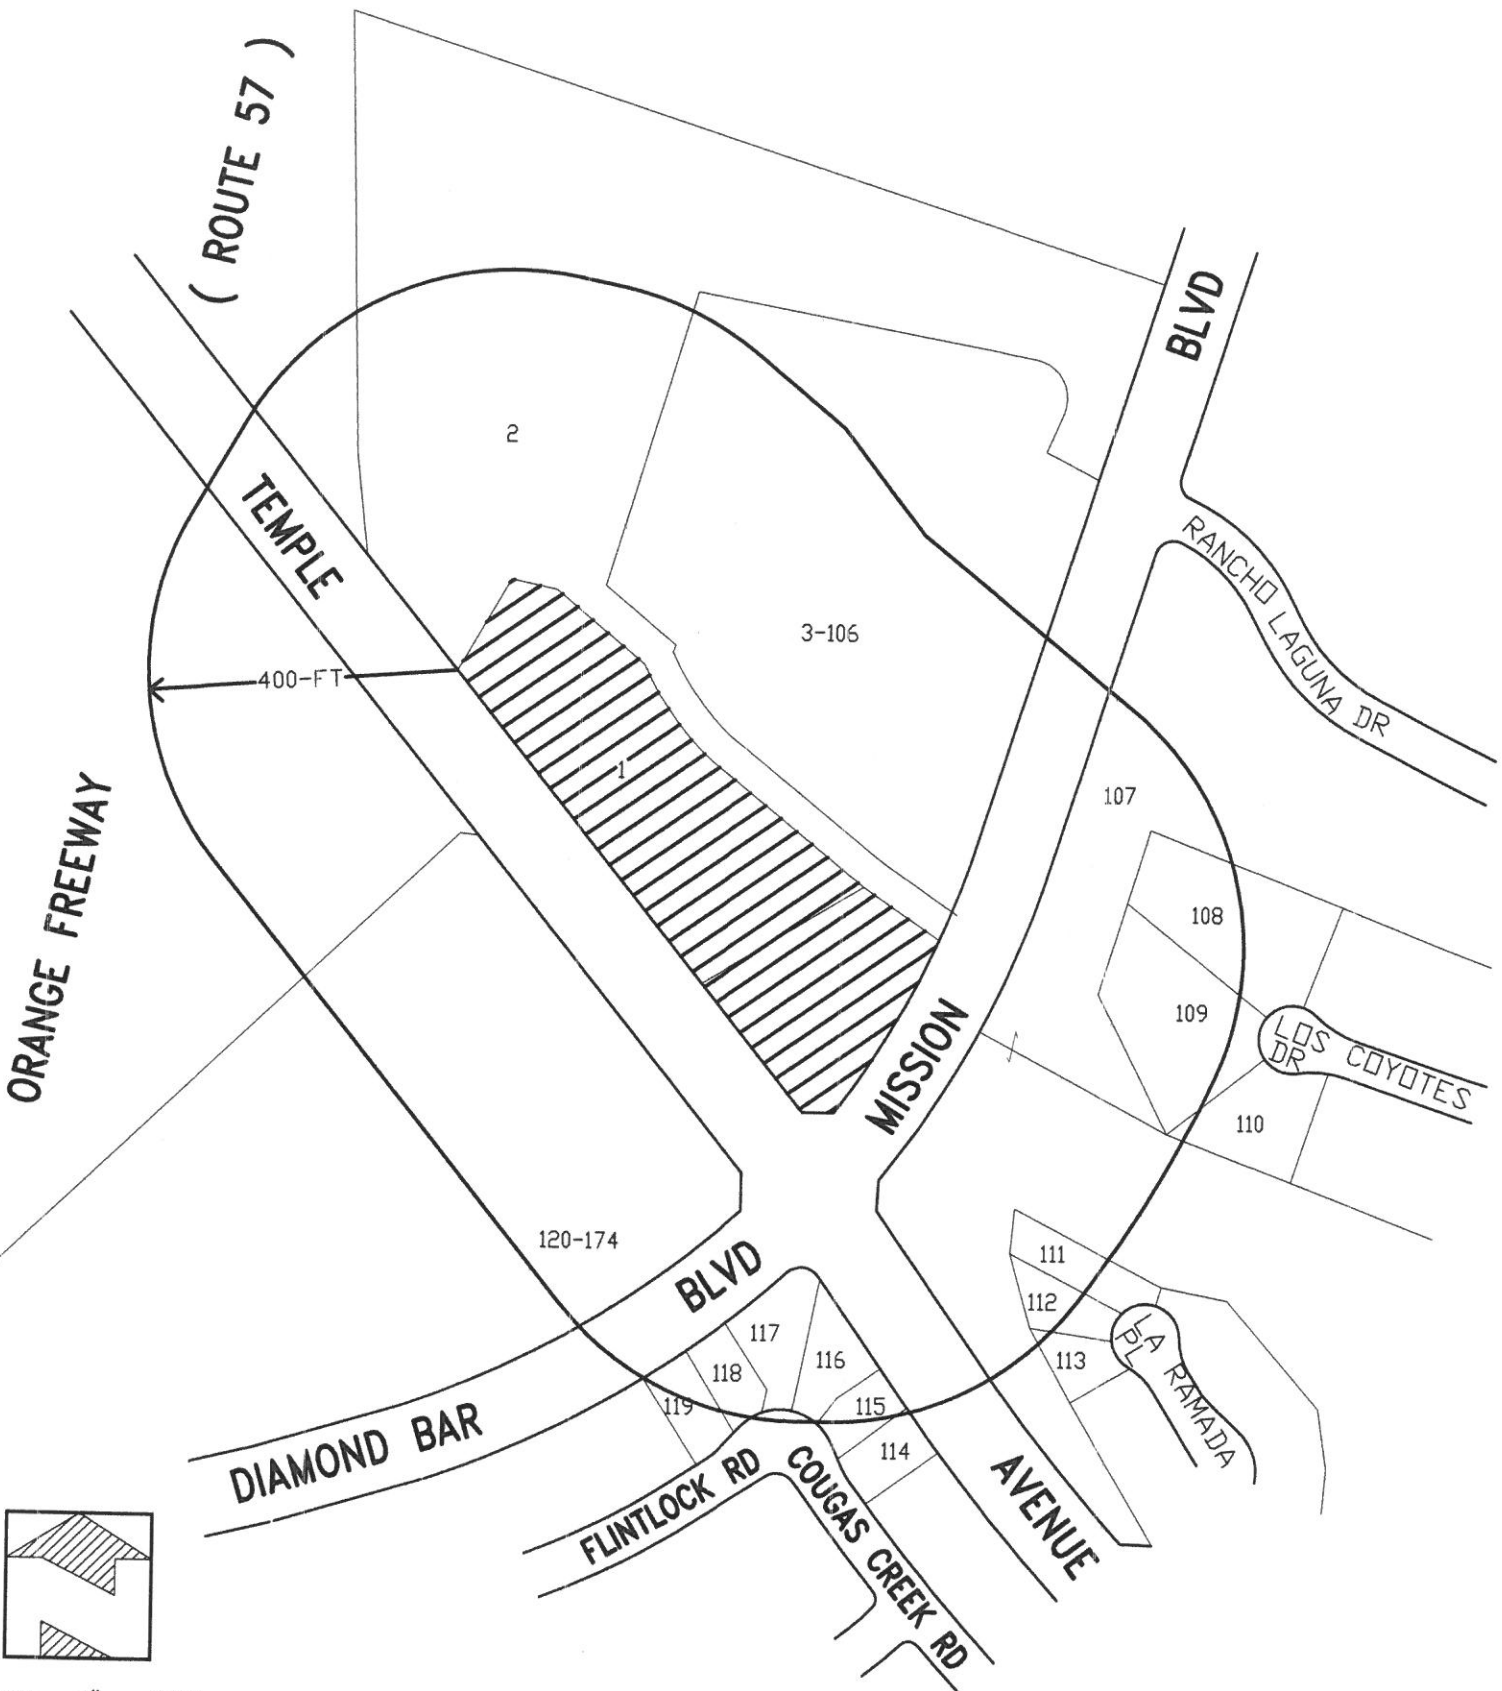 ( ROUTE 57 )
BLVD
2
TEMPLE
RANCHO LAGUNA DR
3-106
400-FT
1
107
ORANGE FREEWAY
108
109
LOS COYOTES
DR
MISSION
110
120-174
111
BLVD
112
117
LA RAMADA
PL
116
113
118
119
115
DIAMOND BAR
114
FLINTLOCK RD
COUGAS CREEK RD
AVENUE